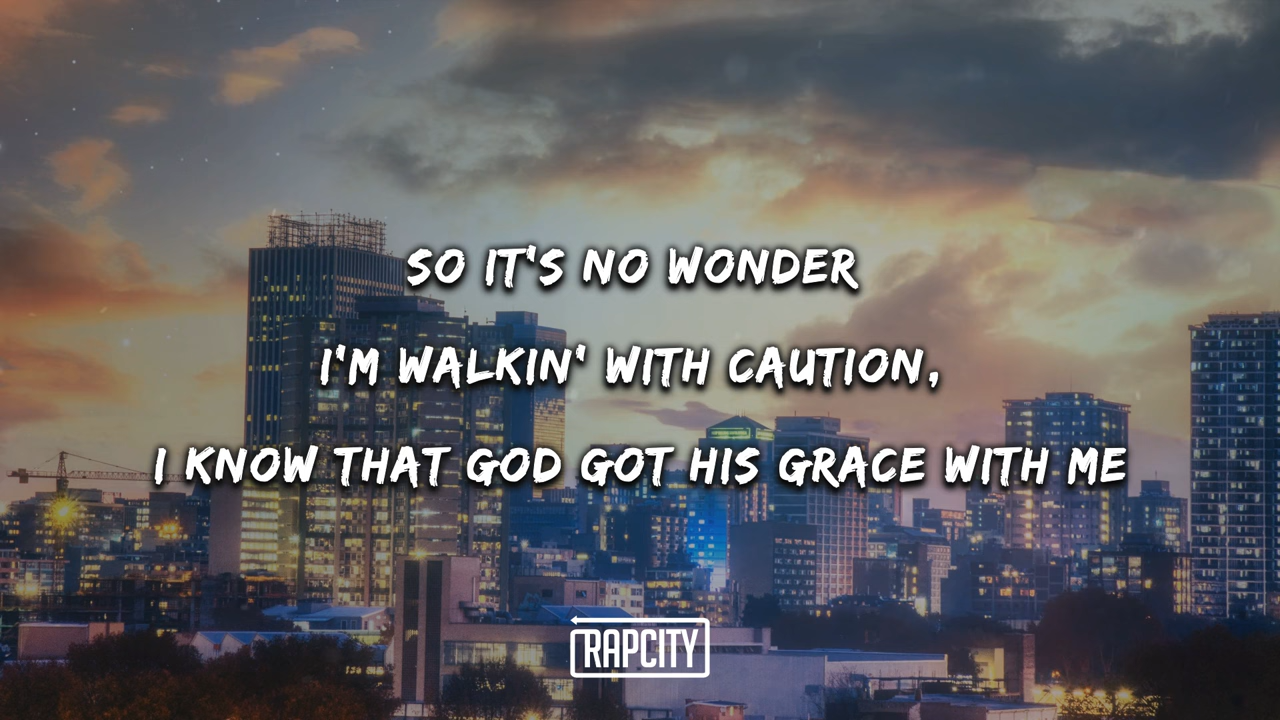 SO IT'S NO WONDER
I'M WALKIN' WITH CAUTION,
I KNOW THAT GOD GOT HIS GRACE WITH ME
RAPCITY